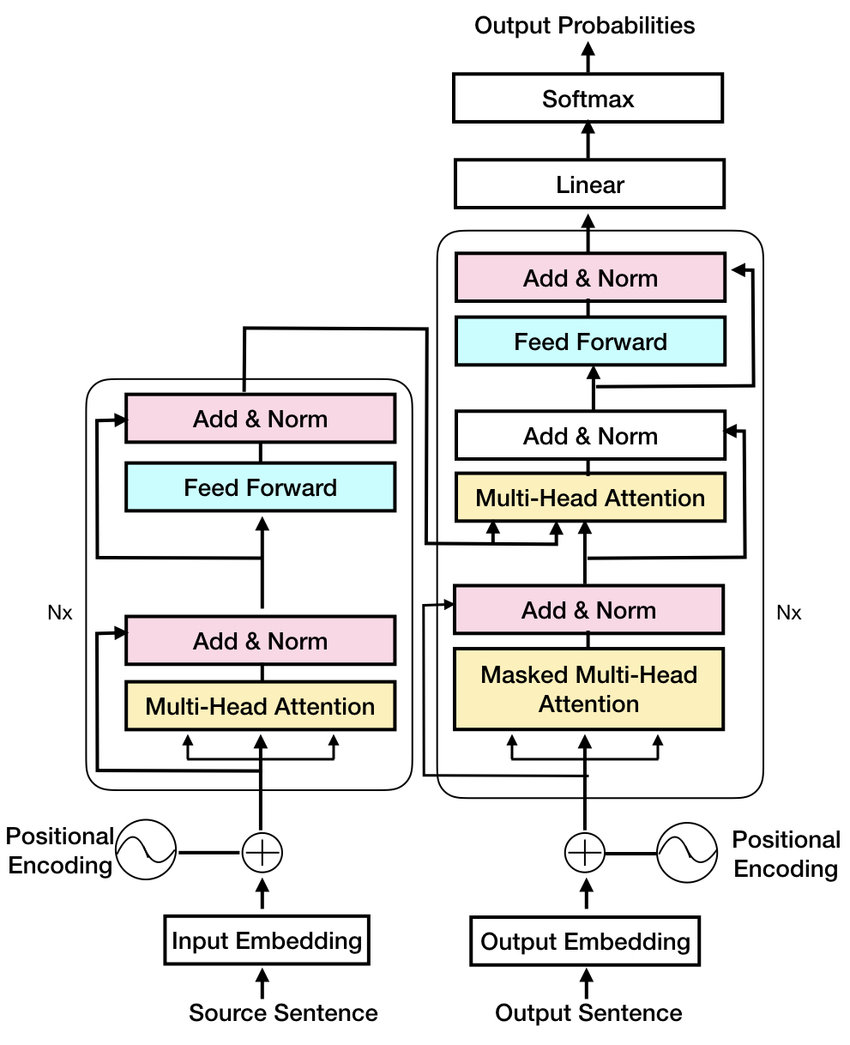 Output Probabilities
Softmax
Linear
Add & Norm
Feed Forward
Add & Norm
Multi-Head Attention
Add & Norm
Masked Multi-Head
Attention
Nx
Add & Norm
Feed Forward
Add & Norm
Multi-Head Attention
Nx
Positional
Encoding
Positional
Encoding
Input Embedding
Output Embedding
Source Sentence
Output Sentence